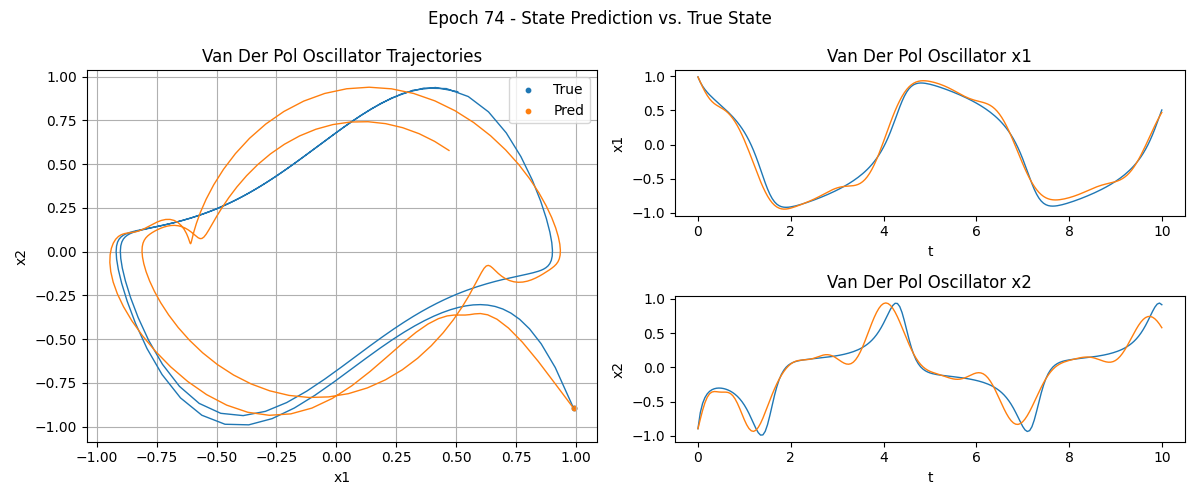 Epoch 74 - State Prediction vs. True State
Van Der Pol Oscillator Trajectories
1.00
0.75
0.50
0.25
0.00
−0.25
−0.50
−0.75
−1.00
x2
True
Pred
−1.00 −0.75 −0.50 −0.25 0.00 0.25 0.50 0.75 1.00
x1
Van Der Pol Oscillator x1
1.0
0.5
0.0
−0.5
−1.0
x1
0 2 4 6 8 10
t
Van Der Pol Oscillator x2
1.0
0.5
0.0
−0.5
−1.0
x2
0 2 4 6 8 10
t